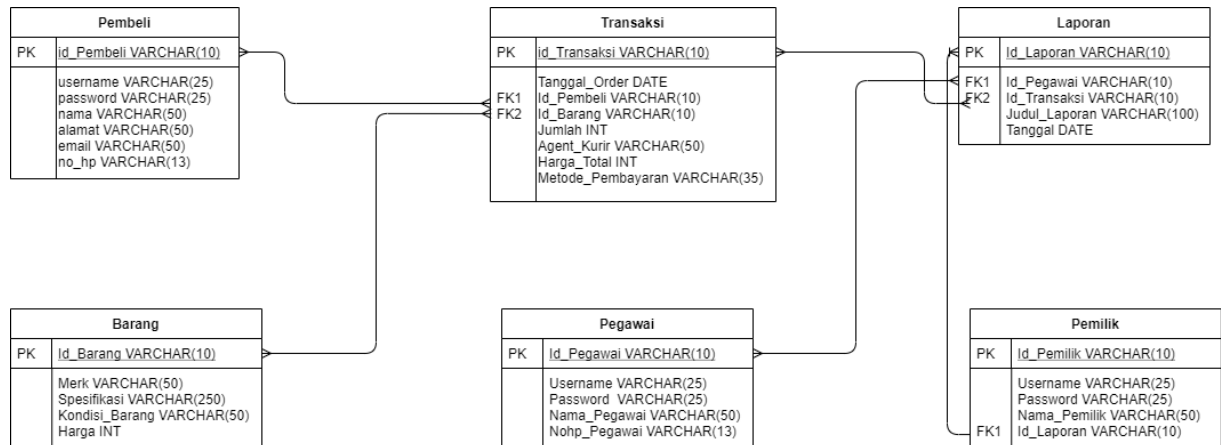 Pembeli
PK id_Pembeli VARCHAR(10)
username VARCHAR(25)
password VARCHAR(25)
nama VARCHAR(50)
alamat VARCHAR(50)
email VARCHAR(50)
no_hp VARCHAR(13)
Transaksi
PK id_Transaksi VARCHAR(10)
Tanggal_Order DATE
FK1 Id_Pembeli VARCHAR(10)
FK2 Id_Barang VARCHAR(10)
Jumlah INT
Agent_Kurir VARCHAR(50)
Harga_Total INT
Metode_Pembayaran VARCHAR(35)
Laporan
PK Id_Laporan VARCHAR(10)
FK1 Id_Pegawai VARCHAR(10)
FK2 Id_Transaksi VARCHAR(10)
Judul_Laporan VARCHAR(100)
Tanggal DATE
Barang
PK Id_Barang VARCHAR(10)
Merk VARCHAR(50)
Spesifikasi VARCHAR(250)
Kondisi_Barang VARCHAR(50)
Harga INT
Pegawai
PK Id_Pegawai VARCHAR(10)
Username VARCHAR(25)
Password VARCHAR(25)
Nama_Pegawai VARCHAR(50)
Nohp_Pegawai VARCHAR(13)
Pemilik
PK Id_Pemilik VARCHAR(10)
Username VARCHAR(25)
Password VARCHAR(25)
Nama_Pemilik VARCHAR(50)
FK1 Id_Laporan VARCHAR(10)